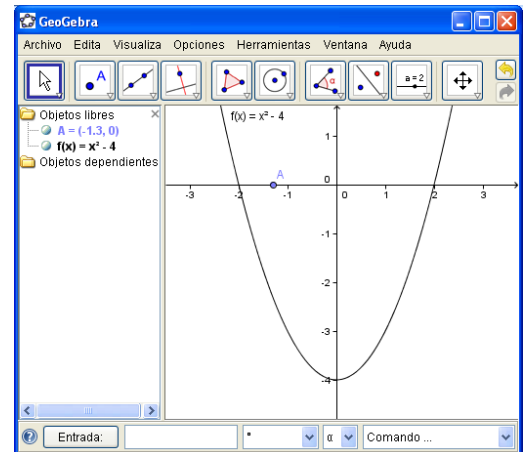 GeoGebra
Archivo Edita Visualiza Opciones Herramientas Ventana Ayuda
A
α
a=2
Objetos libres
A = (-1.3, 0)
f(x) = x² - 4
Objetos dependientes
f(x) = x² - 4
1
A
0
-3 -2 -1 0 1 2 3
-1
-2
-3
-4
Entrada: ° α Comando ...